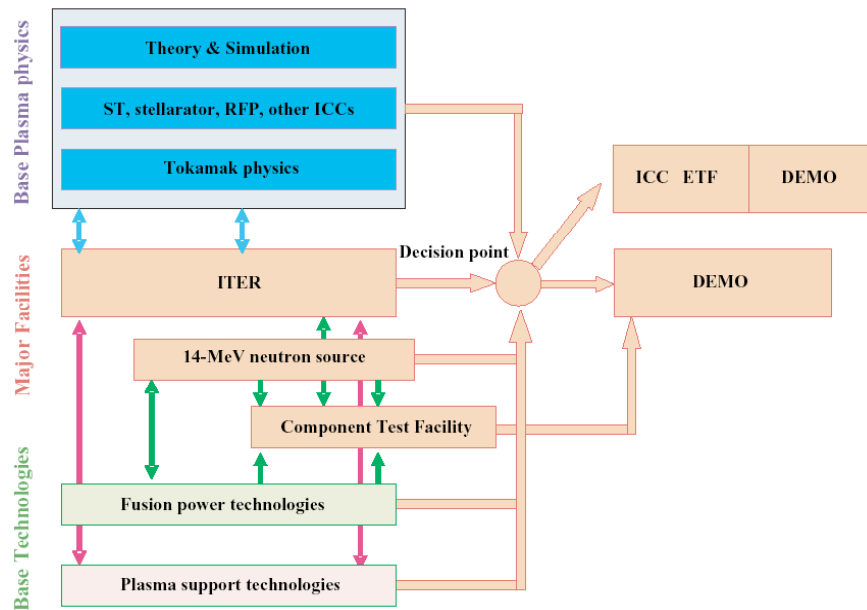 Base Plasma physics
Theory & Simulation
ST, stellarator, RFP, other ICCs
Tokamak physics
ICC ETF
DEMO
Major Facilities
ITER
Decision point
DEMO
14-MeV neutron source
Component Test Facility
Base Technologies
Fusion power technologies
Plasma support technologies